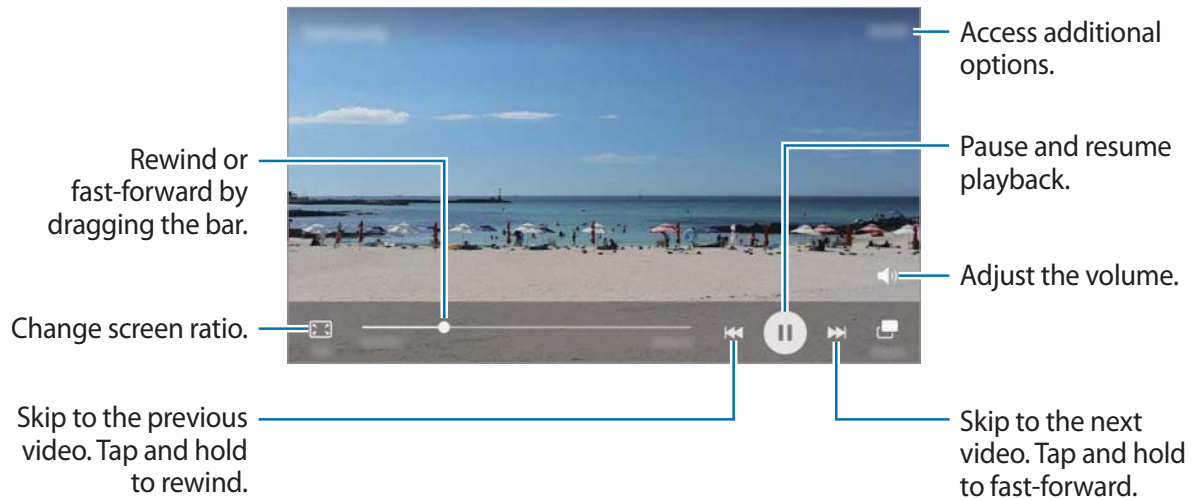 Access additional
options.
Rewind or
fast-forward by
dragging the bar.
Pause and resume
playback.
Adjust the volume.
Change screen ratio.
Skip to the previous
video. Tap and hold
to rewind.
Skip to the next
video. Tap and hold
to fast-forward.